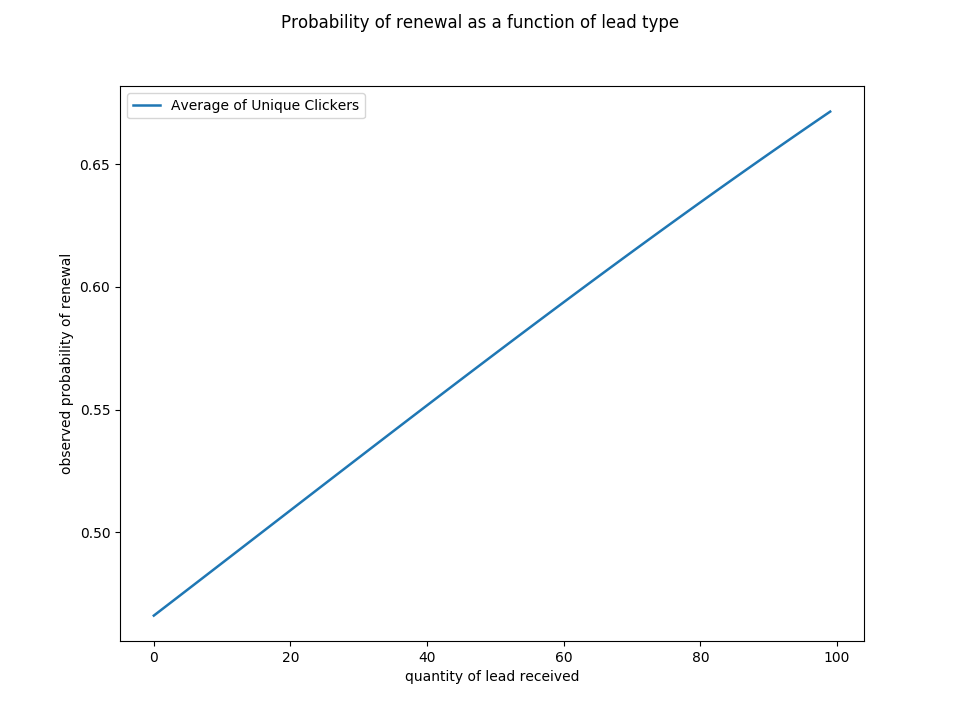 Probability of renewal as a function of lead type
Average of Unique Clickers
0.65
0.60
0.55
0.50
observed probability of renewal
0 20 40 60 80 100
quantity of lead received